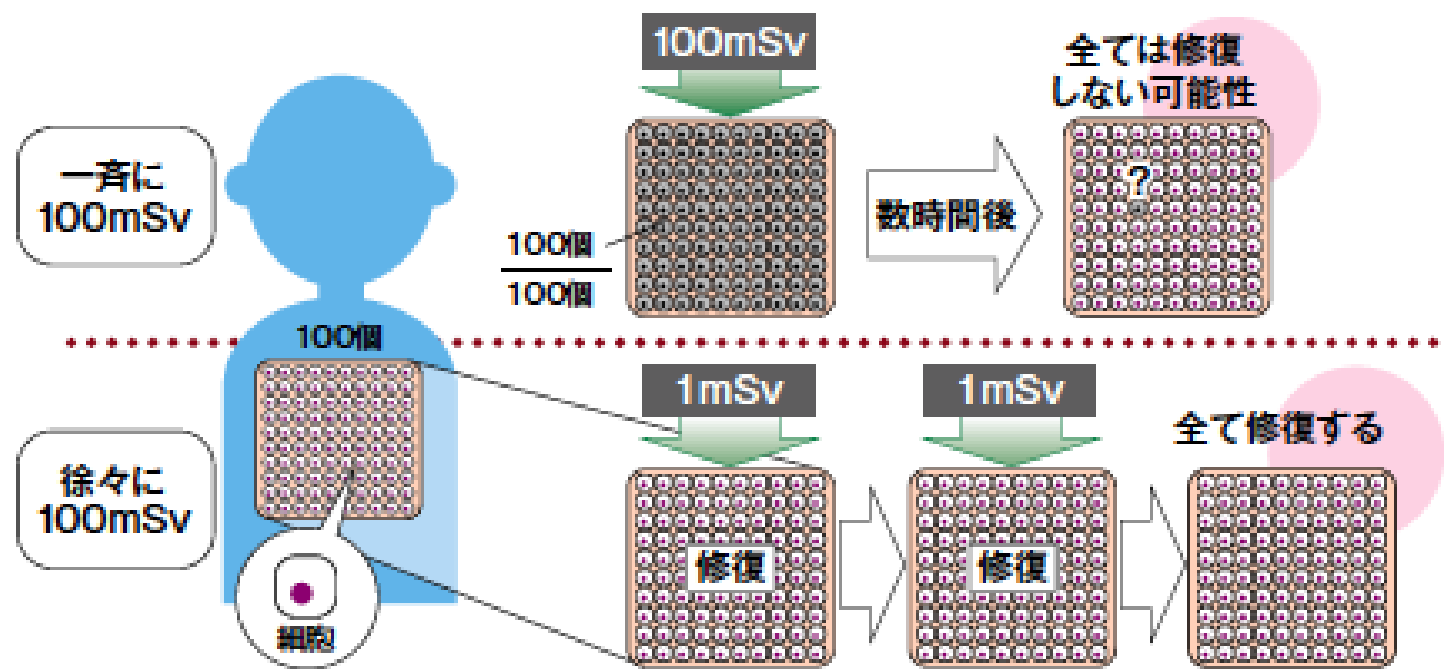 一斉に
100mSv
100mSv
100個
100個
数時間後
全ては修復
しない可能性
?
100個
徐々に
100mSv
細胞
1mSv
修復
1mSv
修復
全て修復する